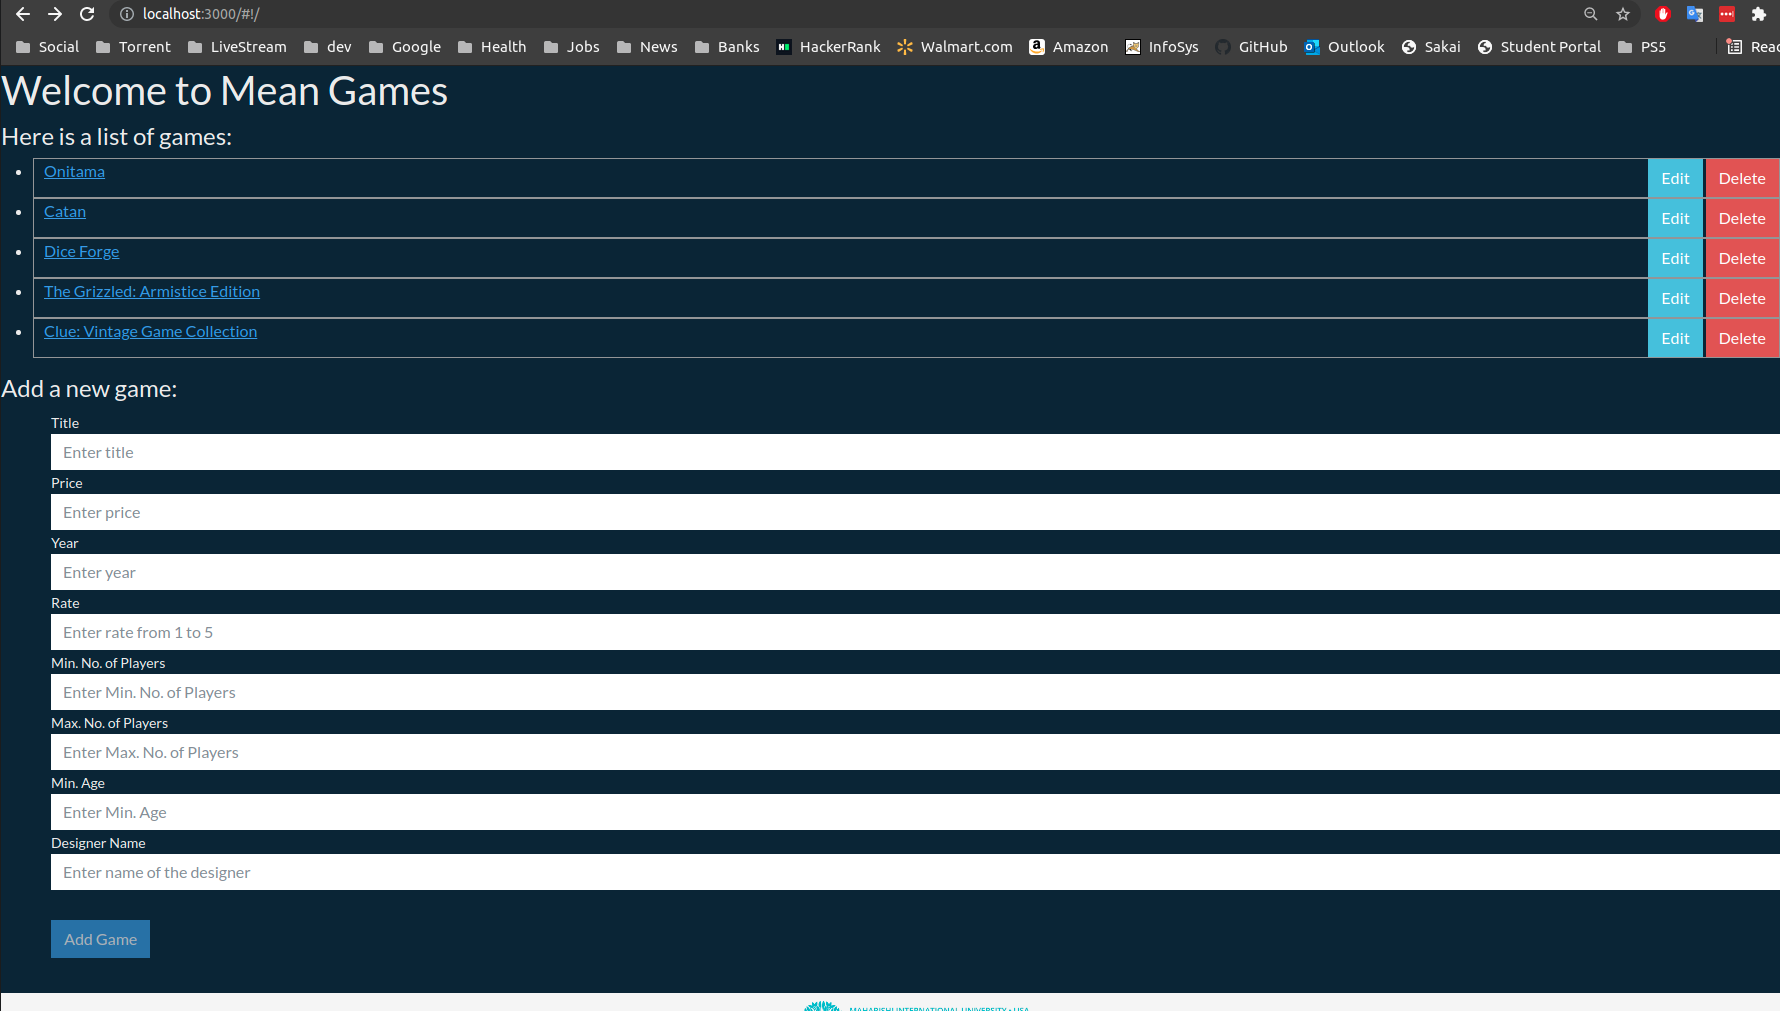 localhost:3000/#!/
Social Torrent LiveStream dev Google Health Jobs News Banks HackerRank Walmart.com Amazon InfoSys GitHub Outlook Sakai Student Portal PS5
Welcome to Mean Games
Here is a list of games:
Onitama Edit Delete
Catan Edit Delete
Dice Forge Edit Delete
The Grizzled: Armistice Edition Edit Delete
Clue: Vintage Game Collection Edit Delete
Add a new game:
Title
Enter title
Price
Enter price
Year
Enter year
Rate
Enter rate from 1 to 5
Min. No. of Players
Enter Min. No. of Players
Max. No. of Players
Enter Max. No. of Players
Min. Age
Enter Min. Age
Designer Name
Enter name of the designer
Add Game
MAHARISHI INTERNATIONAL UNIVERSITY • USA